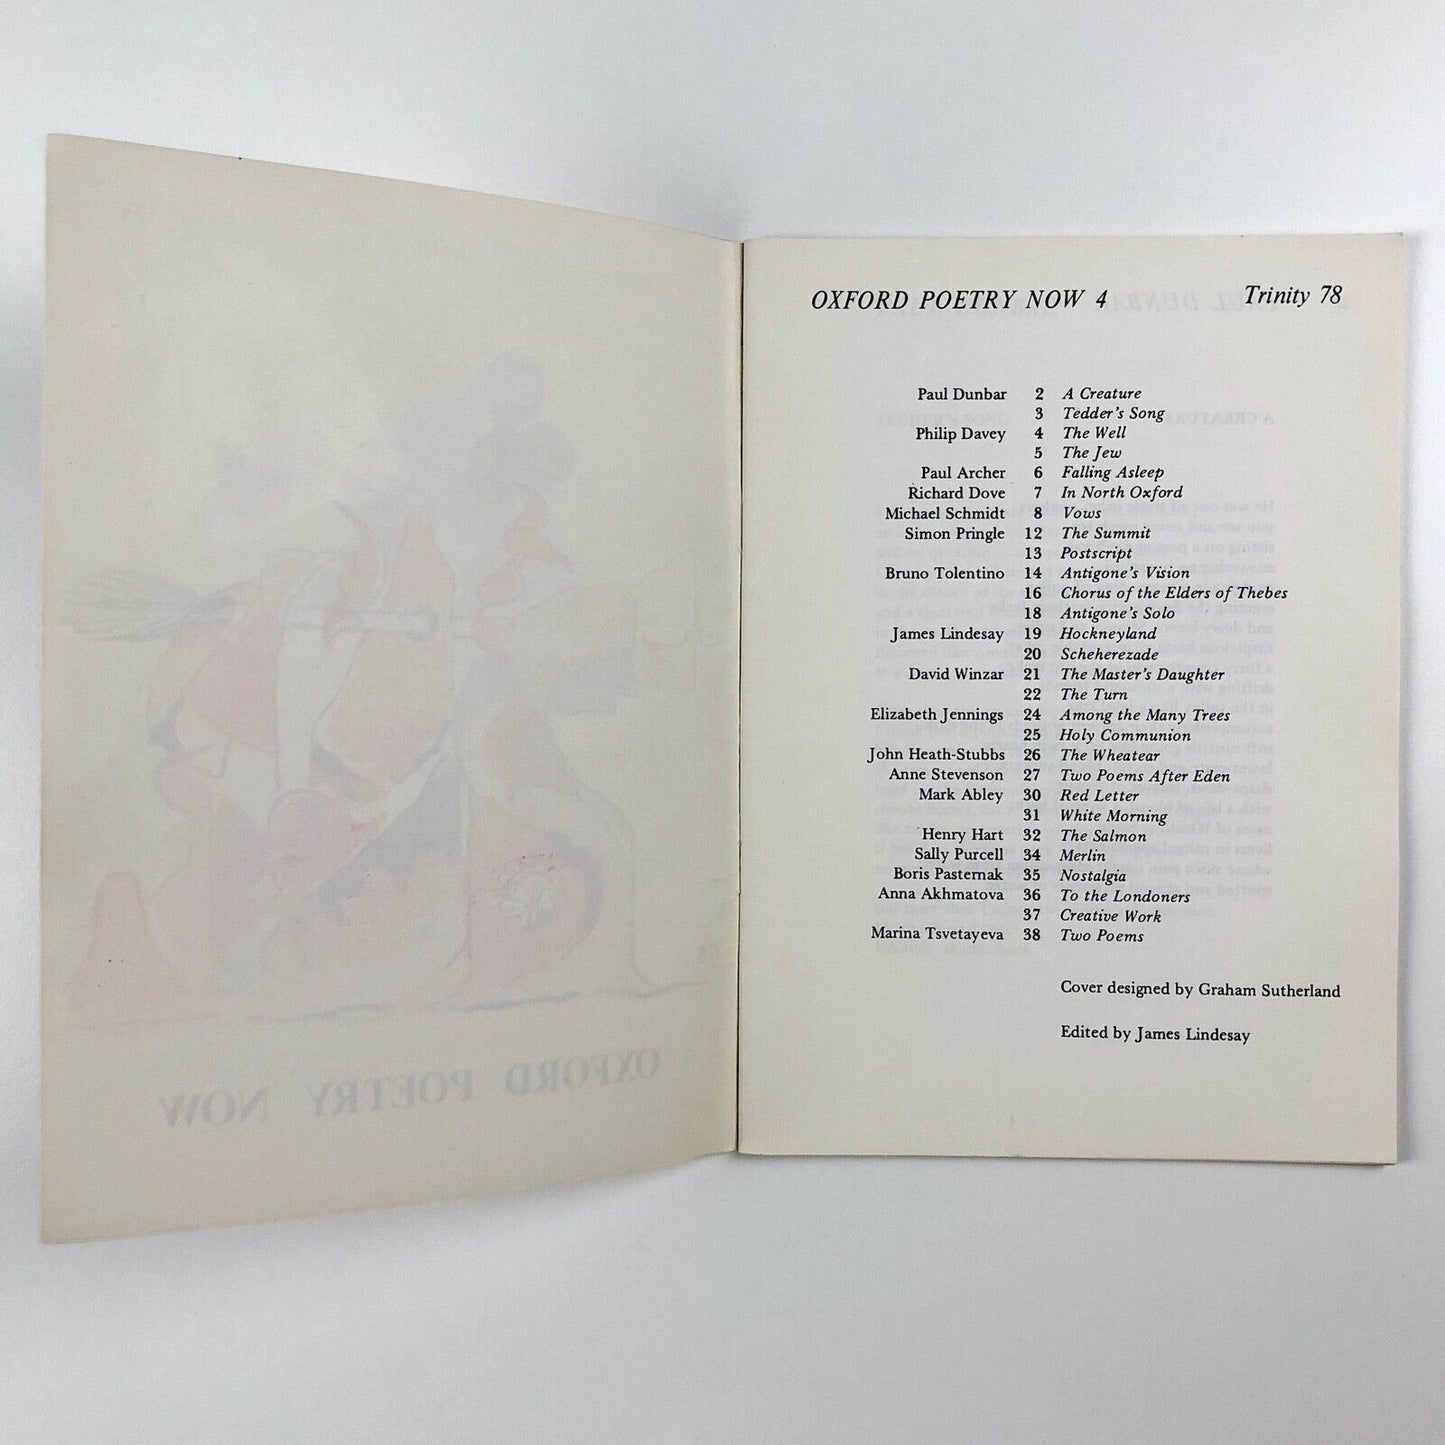 OXFORD POETRY NOW
OXFORD POETRY NOW 4 Trinity 78
Paul Dunbar 2 A Creature
3 Tedder's Song
Philip Davey 4 The Well
5 The Jew
Paul Archer 6 Falling Asleep
Richard Dove 7 In North Oxford
Michael Schmidt 8 Vows
Simon Pringle 12 The Summit
13 Postscript
Bruno Tolentino 14 Antigone's Vision
16 Chorus of the Elders of Thebes
18 Antigone's Solo
James Lindesay 19 Hockneyland
20 Scheherezade
David Winzar 21 The Master's Daughter
22 The Turn
Elizabeth Jennings 24 Among the Many Trees
25 Holy Communion
John Heath-Stubbs 26 The Wheatear
Anne Stevenson 27 Two Poems After Eden
Mark Abley 30 Red Letter
31 White Morning
Henry Hart 32 The Salmon
Sally Purcell 34 Merlin
Boris Pasternak 35 Nostalgia
Anna Akhmatova 36 To the Londoners
37 Creative Work
Marina Tsvetayeva 38 Two Poems
Cover designed by Graham Sutherland
Edited by James Lindesay